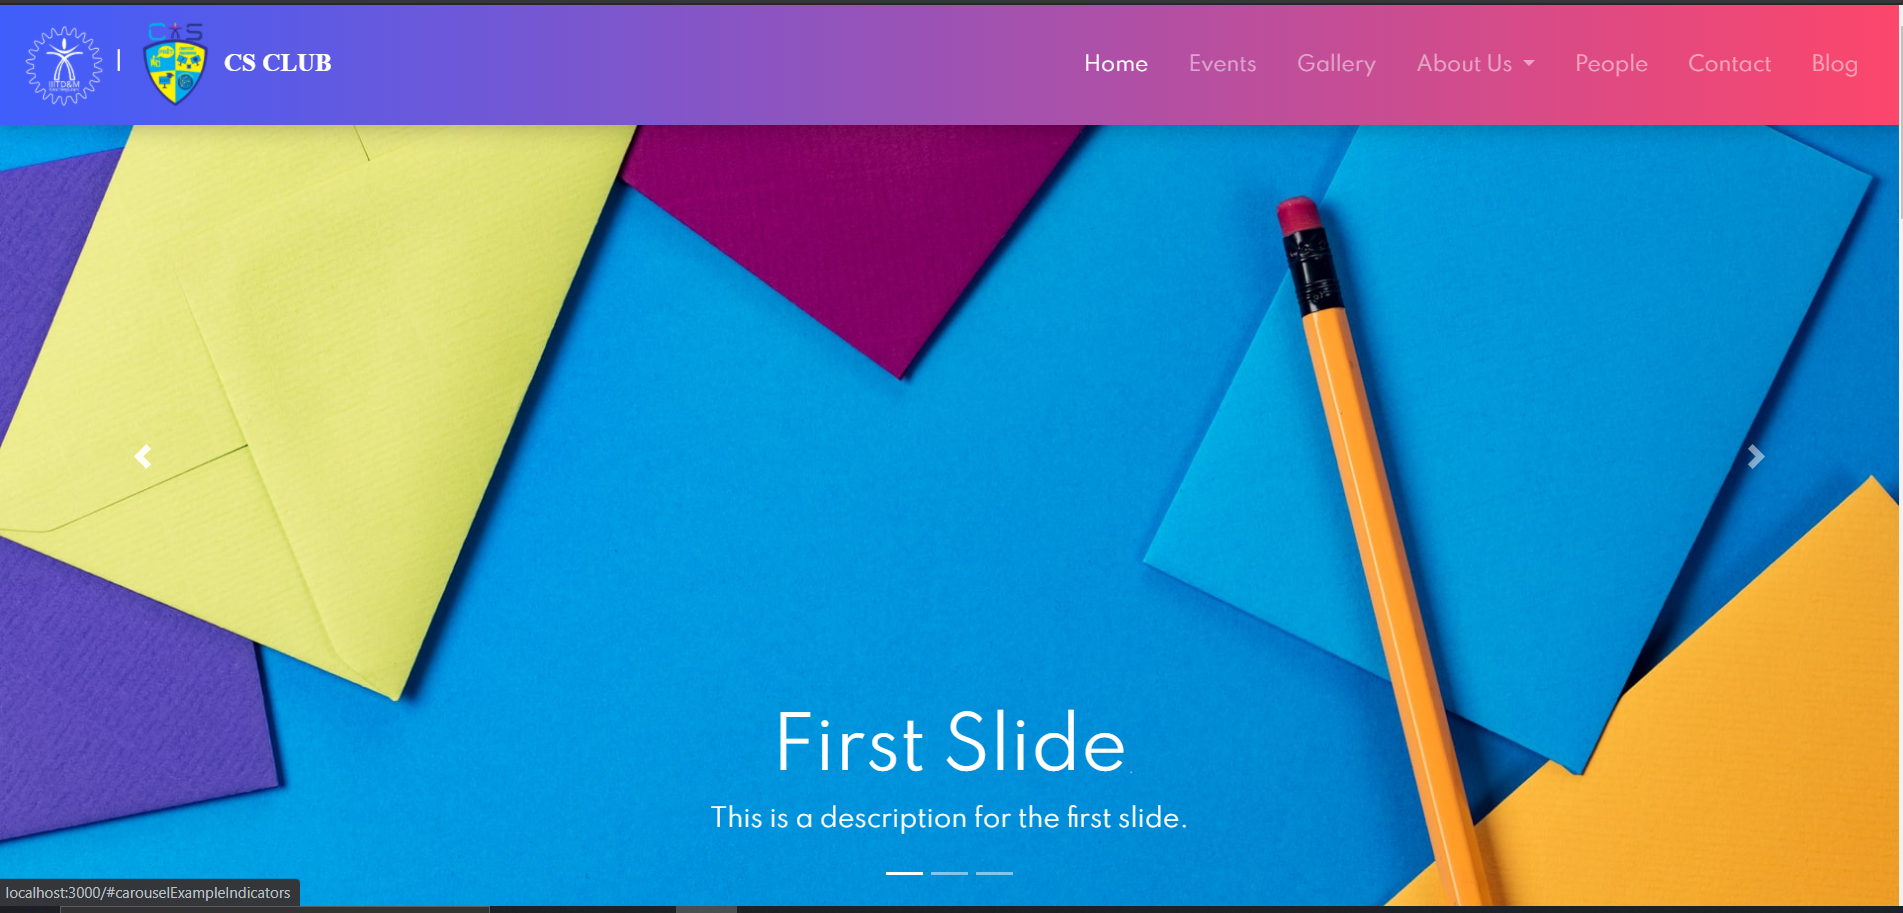 CS
IIITD&M
|
CS CLUB
Home
Events
Gallery
About Us
People
Contact
Blog
First Slide
This is a description for the first slide.
localhost:3000/#carouselExampleIndicators